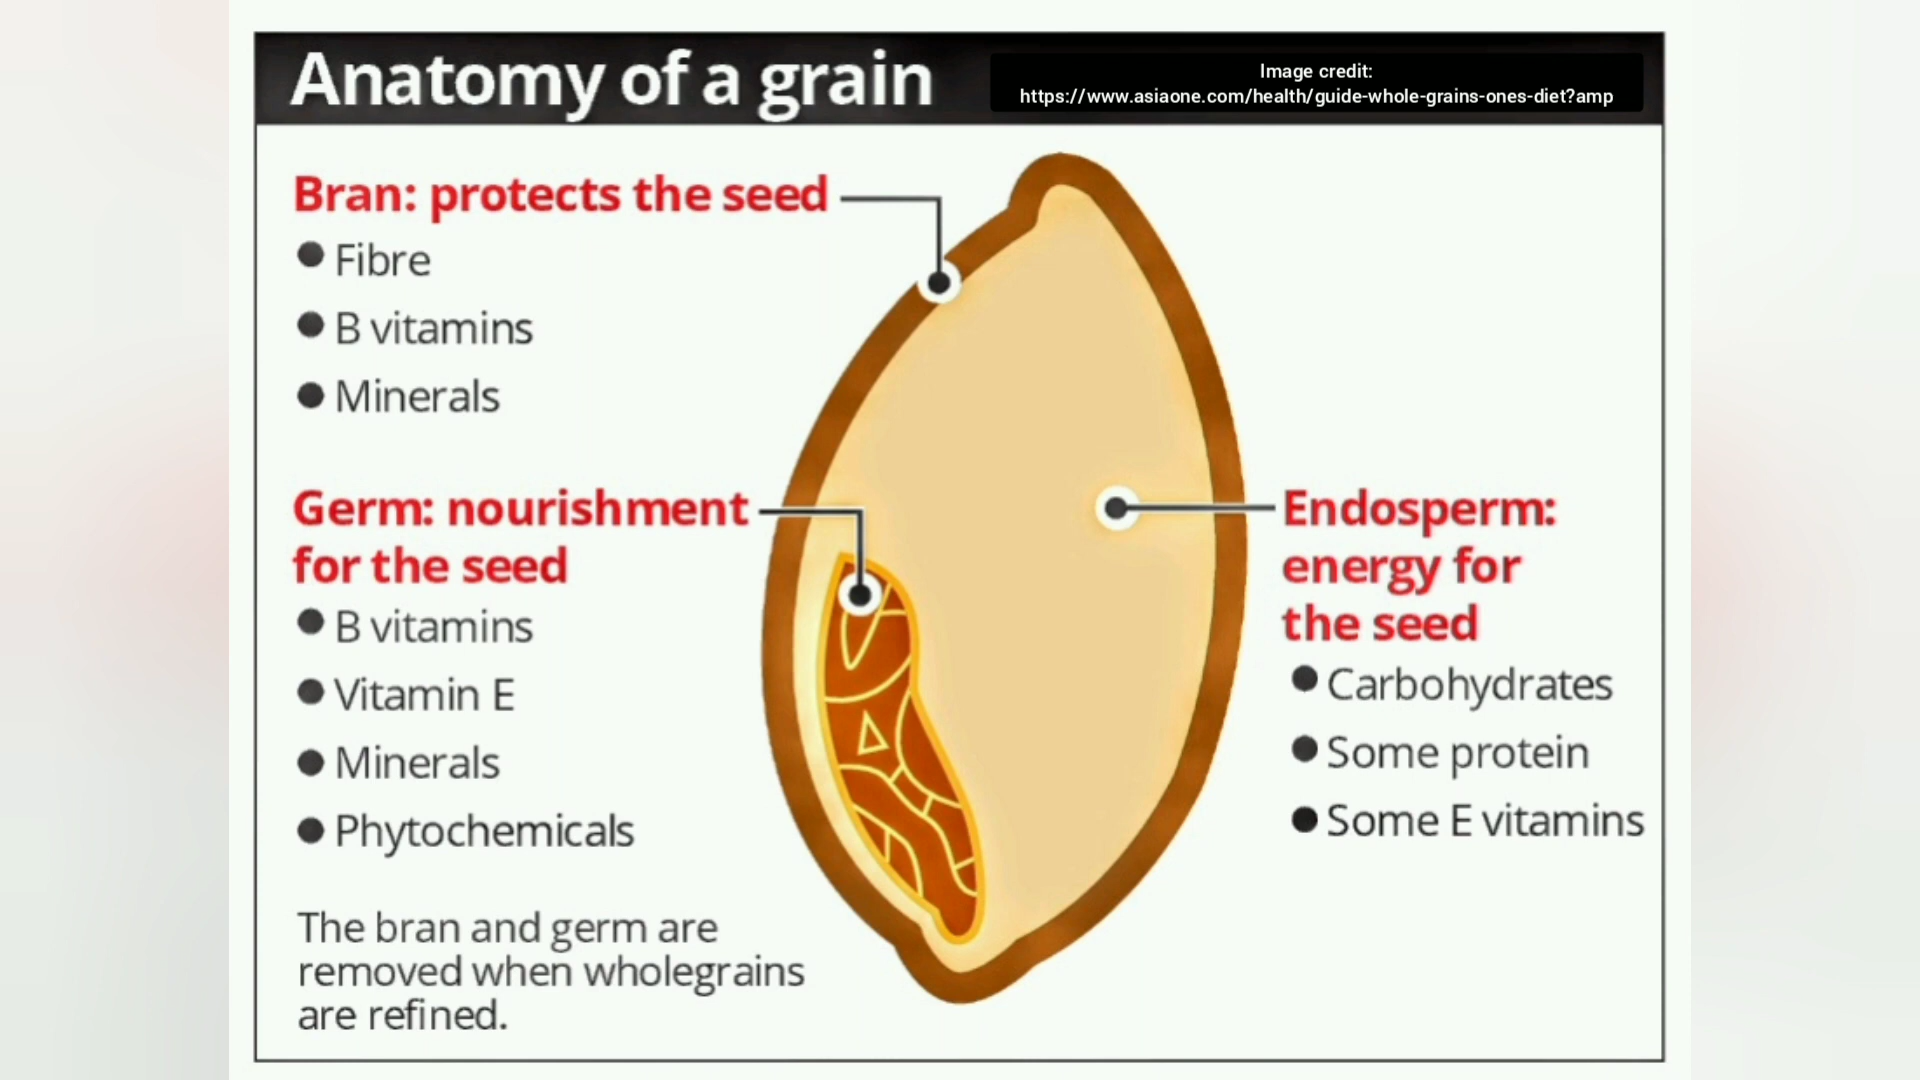 Anatomy of a grain
Image credit:
https://www.asiaone.com/health/guide-whole-grains-ones-diet?amp
Bran: protects the seed
Fibre
B vitamins
Minerals
Germ: nourishment
for the seed
B vitamins
Vitamin E
Minerals
Phytochemicals
Endosperm:
energy for
the seed
Carbohydrates
Some protein
Some E vitamins
The bran and germ are
removed when wholegrains
are refined.